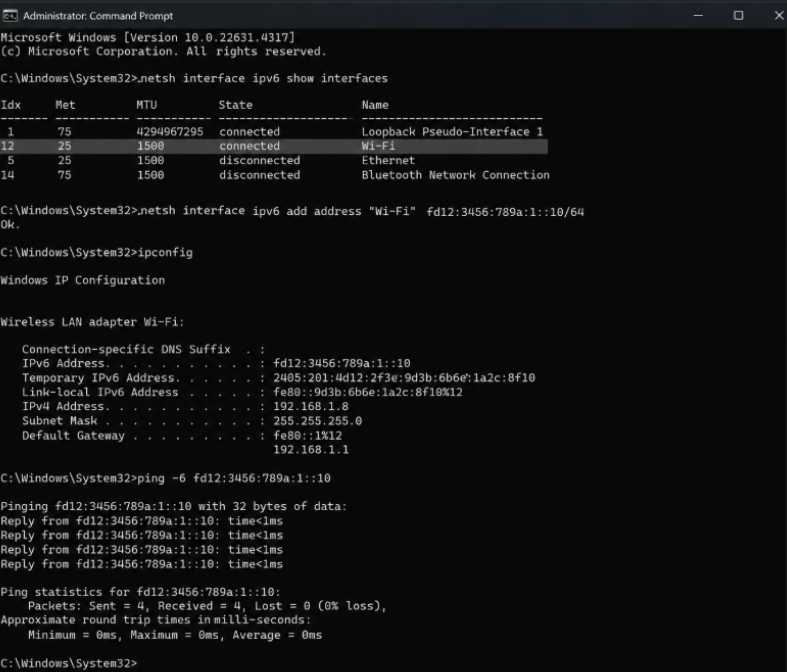 Administrator: Command Prompt
Microsoft Windows [Version 10.0.22631.4317]
(c) Microsoft Corporation. All rights reserved.
C:\Windows\System32>.netsh interface ipv6 show interfaces
Idx Met MTU State Name
------- ----------- ----------- ------------------- ---------------------------
1 75 4294967295 connected Loopback Pseudo-Interface 1
12 25 1500 connected Wi-Fi
5 25 1500 disconnected Ethernet
14 75 1500 disconnected Bluetooth Network Connection
C:\Windows\System32>.netsh interface ipv6 add address "Wi-Fi" fd12:3456:789a:1::10/64
Ok.
C:\Windows\System32>ipconfig
Windows IP Configuration
Wireless LAN adapter Wi-Fi:
Connection-specific DNS Suffix . :
IPv6 Address. . . . . . . . . . . : fd12:3456:789a:1::10
Temporary IPv6 Address. . . . . . : 2405:201:4d12:2f3e:9d3b:6b6e:1a2c:8f10
Link-local IPv6 Address . . . . . : fe80::9d3b:6b6e:1a2c:8f10%12
IPv4 Address. . . . . . . . . . . : 192.168.1.8
Subnet Mask . . . . . . . . . . . : 255.255.255.0
Default Gateway . . . . . . . . . : fe80::1%12
192.168.1.1
C:\Windows\System32>ping -6 fd12:3456:789a:1::10
Pinging fd12:3456:789a:1::10 with 32 bytes of data:
Reply from fd12:3456:789a:1::10: time<1ms
Reply from fd12:3456:789a:1::10: time<1ms
Reply from fd12:3456:789a:1::10: time<1ms
Reply from fd12:3456:789a:1::10: time<1ms
Ping statistics for fd12:3456:789a:1::10:
Packets: Sent = 4, Received = 4, Lost = 0 (0% loss),
Approximate round trip times in milli-seconds:
Minimum = 0ms, Maximum = 0ms, Average = 0ms
C:\Windows\System32>